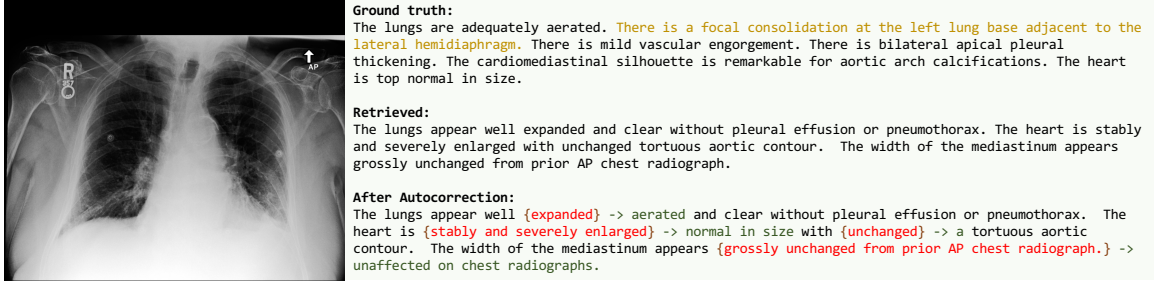 R
267
AP
Ground truth:
The lungs are adequately aerated. There is a focal consolidation at the left lung base adjacent to the
lateral hemidiaphragm. There is mild vascular engorgement. There is bilateral apical pleural
thickening. The cardiomediastinal silhouette is remarkable for aortic arch calcifications. The heart
is top normal in size.
Retrieved:
The lungs appear well expanded and clear without pleural effusion or pneumothorax. The heart is stably
and severely enlarged with unchanged tortuous aortic contour. The width of the mediastinum appears
grossly unchanged from prior AP chest radiograph.
After Autocorrection:
The lungs appear well {expanded} -> aerated and clear without pleural effusion or pneumothorax. The
heart is {stably and severely enlarged} -> normal in size with {unchanged} -> a tortuous aortic
contour. The width of the mediastinum appears {grossly unchanged from prior AP chest radiograph.} ->
unaffected on chest radiographs.